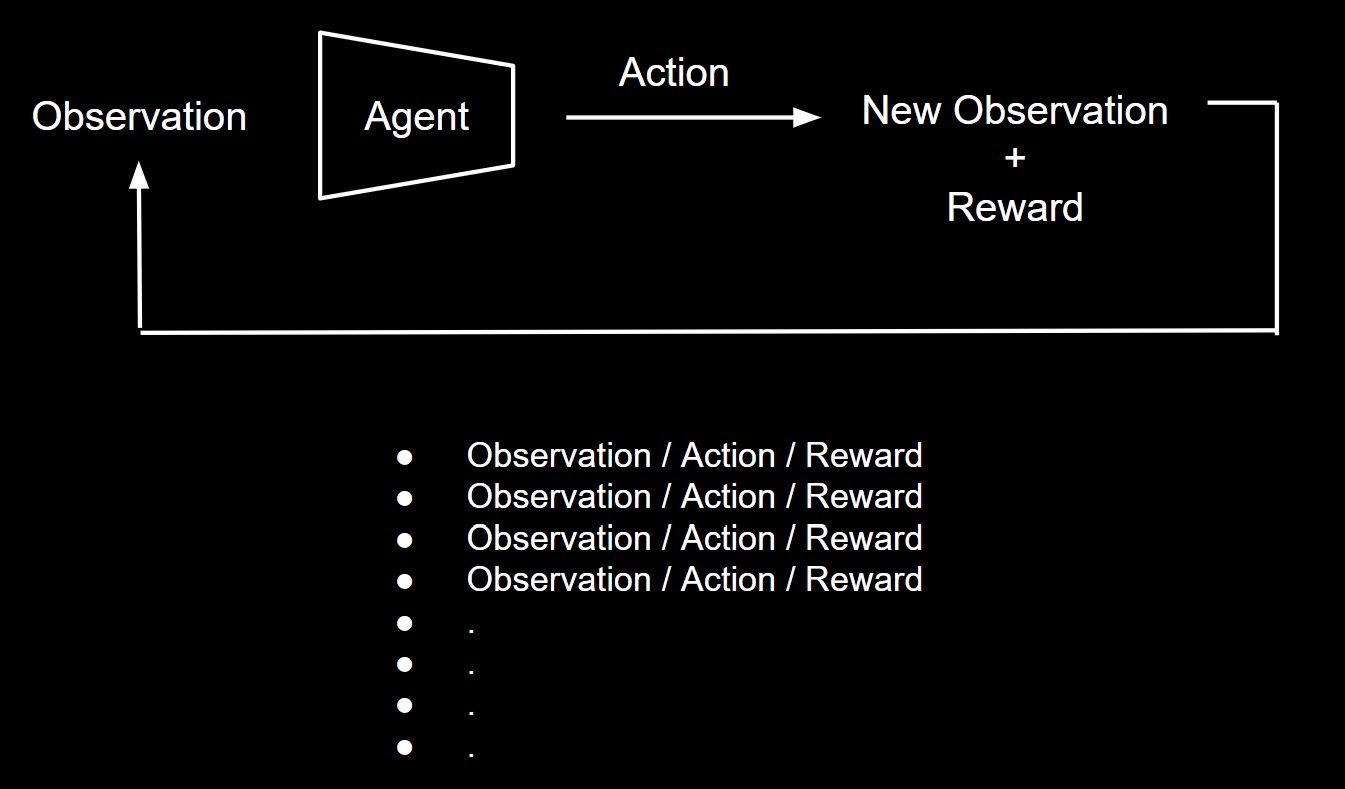 Observation
Agent
Action
New Observation
+
Reward
● Observation / Action / Reward
● Observation / Action / Reward
● Observation / Action / Reward
● Observation / Action / Reward
● .
● .
● .
● .